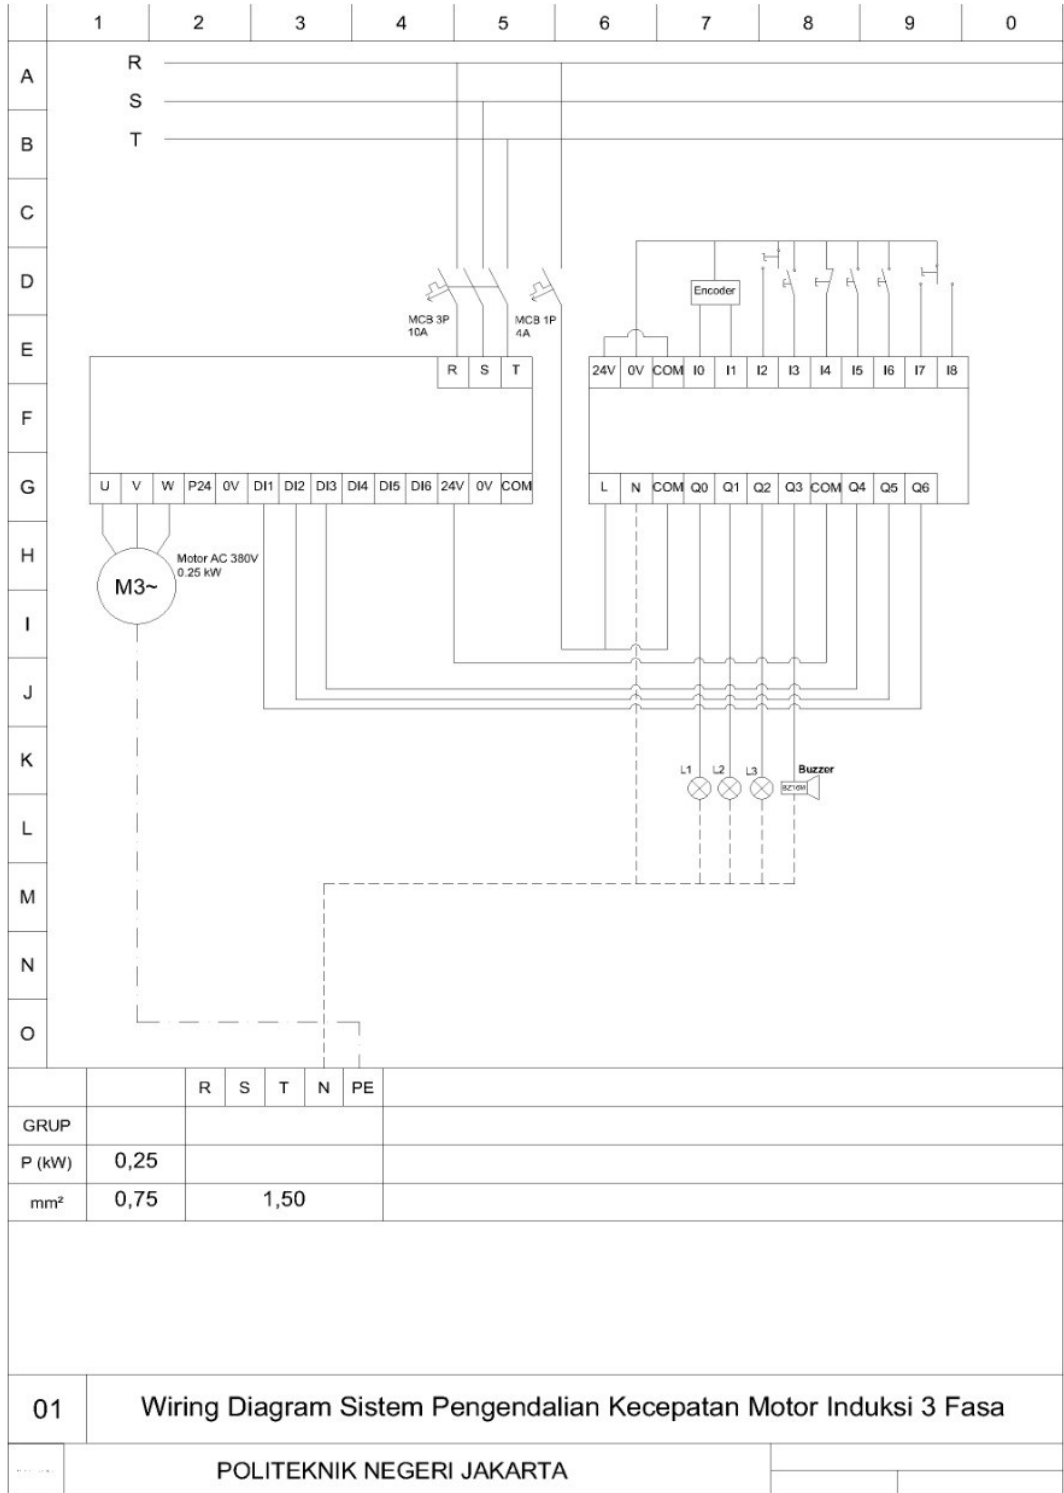 1 2 3 4 5 6 7 8 9 0
A
R
S
B
T
C
D
Encoder
MCB 3P
10A
MCB 1P
4A
E
R S T
24V 0V COM I0 I1 I2 I3 I4 I5 I6 I7 I8
F
G
U V W P24 0V DI1 DI2 DI3 DI4 DI5 DI6 24V 0V COM
L N COM Q0 Q1 Q2 Q3 COM Q4 Q5 Q6
H
Motor AC 380V
0.25 kW
M3~
I
J
K
L1 L2 L3 Buzzer
BZ16M
L
M
N
O
R S T N PE
GRUP
P (kW) 0,25
mm² 0,75 1,50
01 Wiring Diagram Sistem Pengendalian Kecepatan Motor Induksi 3 Fasa
POLITEKNIK NEGERI JAKARTA